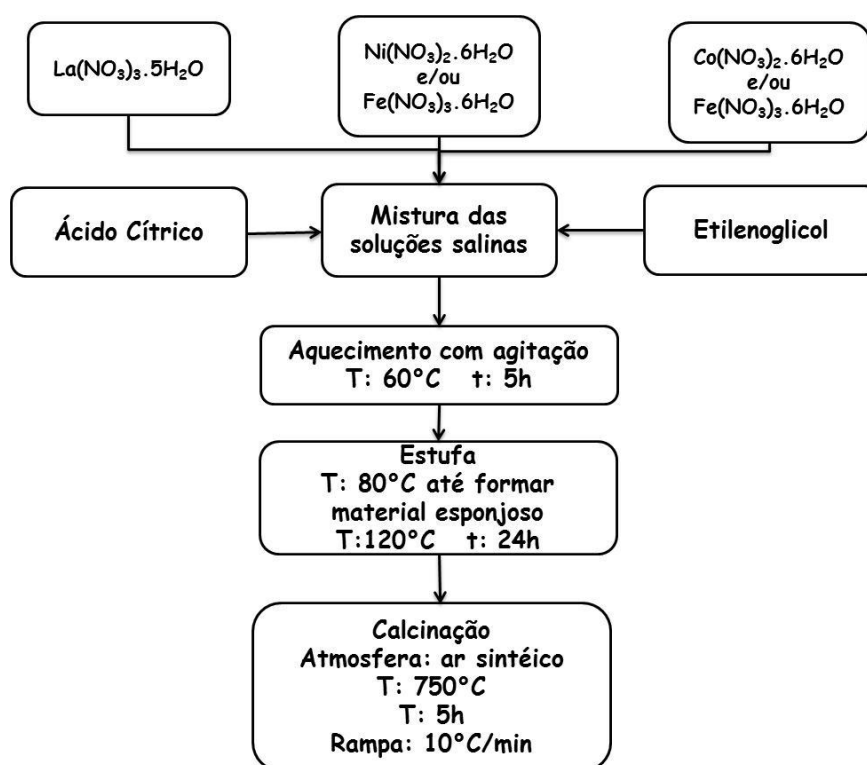 La(NO₃)₃.5H₂O
Ni(NO₃)₂.6H₂O
e/ou
Fe(NO₃)₃.6H₂O
Co(NO₃)₂.6H₂O
e/ou
Fe(NO₃)₃.6H₂O
Ácido Cítrico
Mistura das
soluções salinas
Etilenoglicol
Aquecimento com agitação
T: 60°C t: 5h
Estufa
T: 80°C até formar
material esponjoso
T:120°C t: 24h
Calcinação
Atmosfera: ar sintéico
T: 750°C
T: 5h
Rampa: 10°C/min